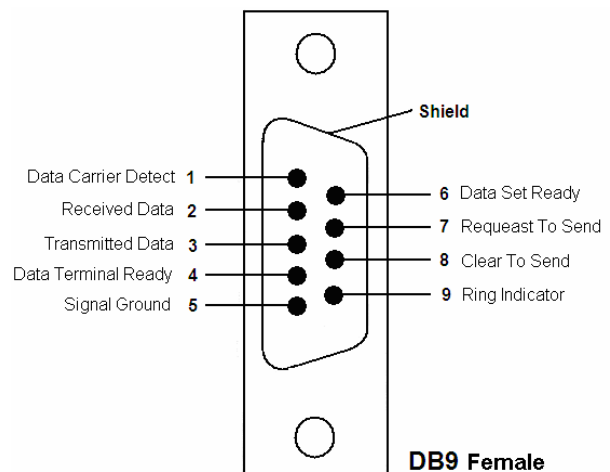 Shield
Data Carrier Detect 1
Received Data 2
Transmitted Data 3
Data Terminal Ready 4
Signal Ground 5
6 Data Set Ready
7 Requeast To Send
8 Clear To Send
9 Ring Indicator
DB9 Female